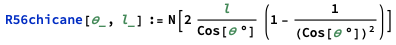 R56chicane[θ_, l_] := N[2 l/Cos[θ °] (1 - 1/(Cos[θ °])^2)]